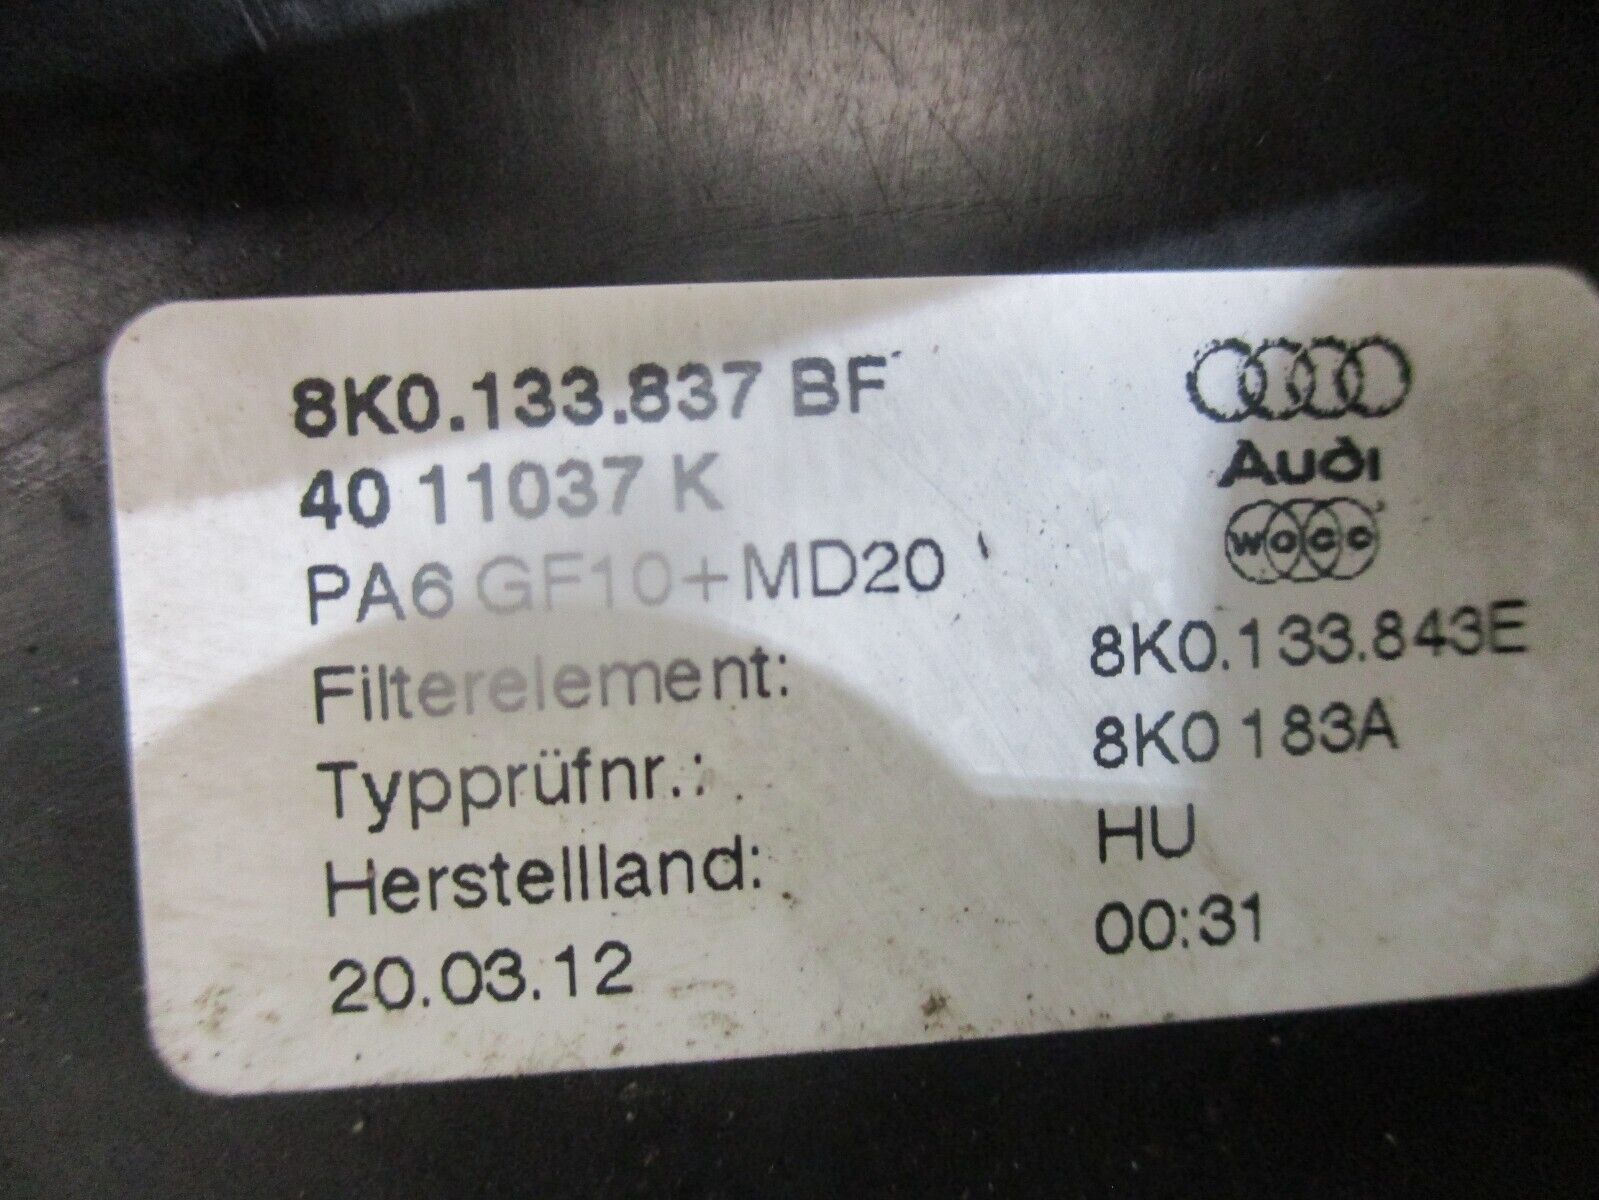 8K0.133.837 BF
40 11037 K
PA6 GF10+MD20
Filterelement:
Typprüfnr.:
Herstellland:
20.03.12
Audi
wocc
8K0.133.843E
8K0 183A
HU
00:31